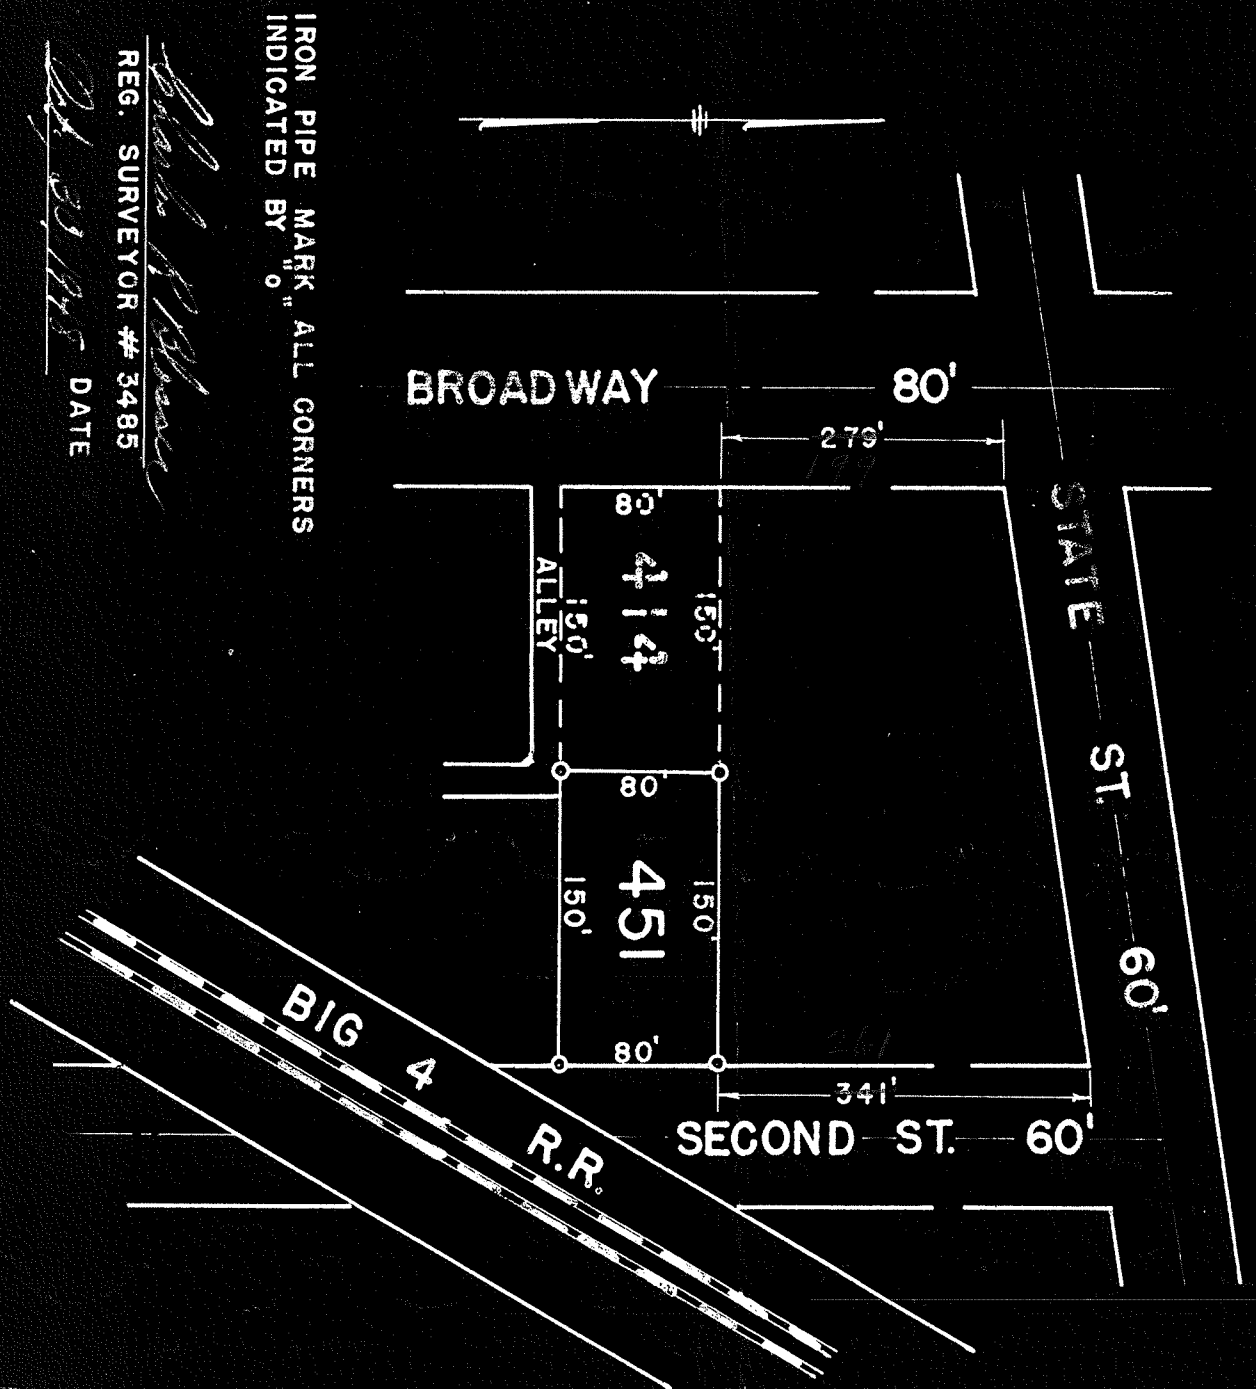 IRON PIPE MARK ALL CORNERS
INDICATED BY "o"
REG. SURVEYOR # 3485
DATE
BROADWAY 80'
279'
80'
414
150'
150'
ALLEY
STATE ST. 60'
80'
451
150'
150'
80'
341'
SECOND ST. 60'
BIG 4 R.R.